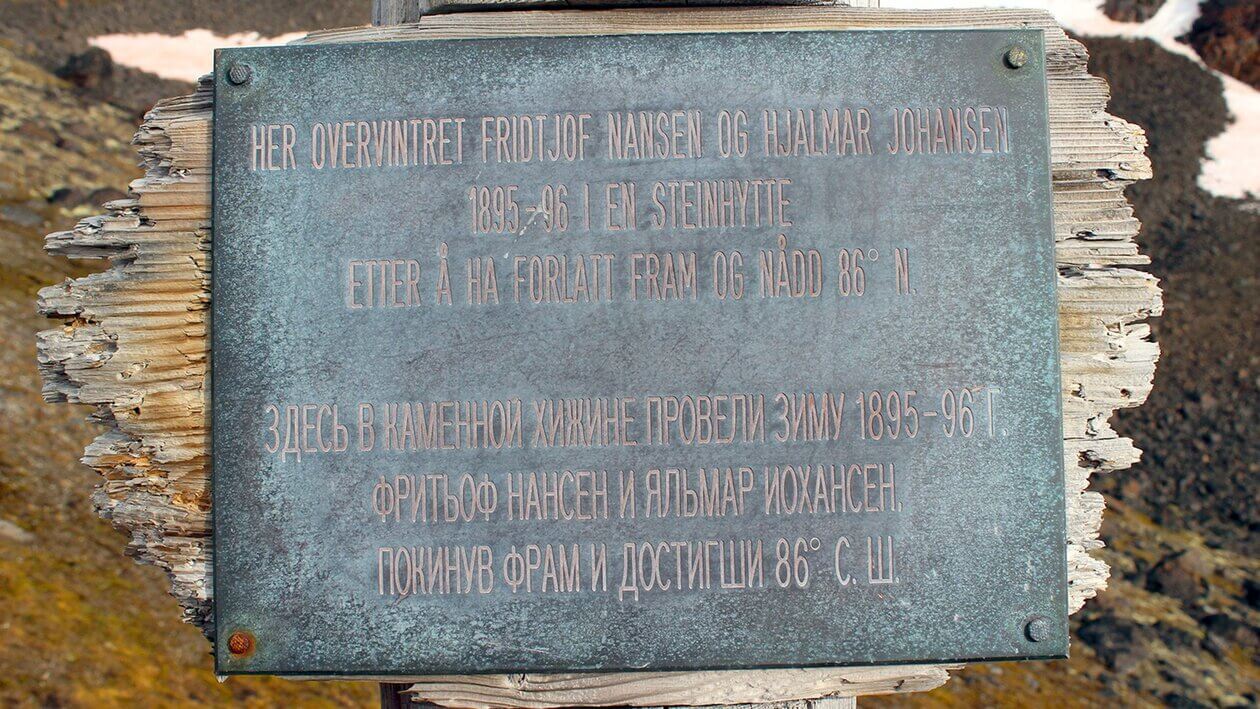 HER OVERVINTRET FRIDTJOF NANSEN OG HJALMAR JOHANSEN
1895-96 I EN STEINHYTTE
ETTER Å HA FORLATT FRAM OG NÅDD 86° N.
ЗДЕСЬ В КАМЕННОЙ ХИЖИНЕ ПРОВЕЛИ ЗИМУ 1895-96 Г.
ФРИТЬОФ НАНСЕН И ЯЛЬМАР ИОХАНСЕН.
ПОКИНУВ ФРАМ И ДОСТИГШИ 86° С. Ш.